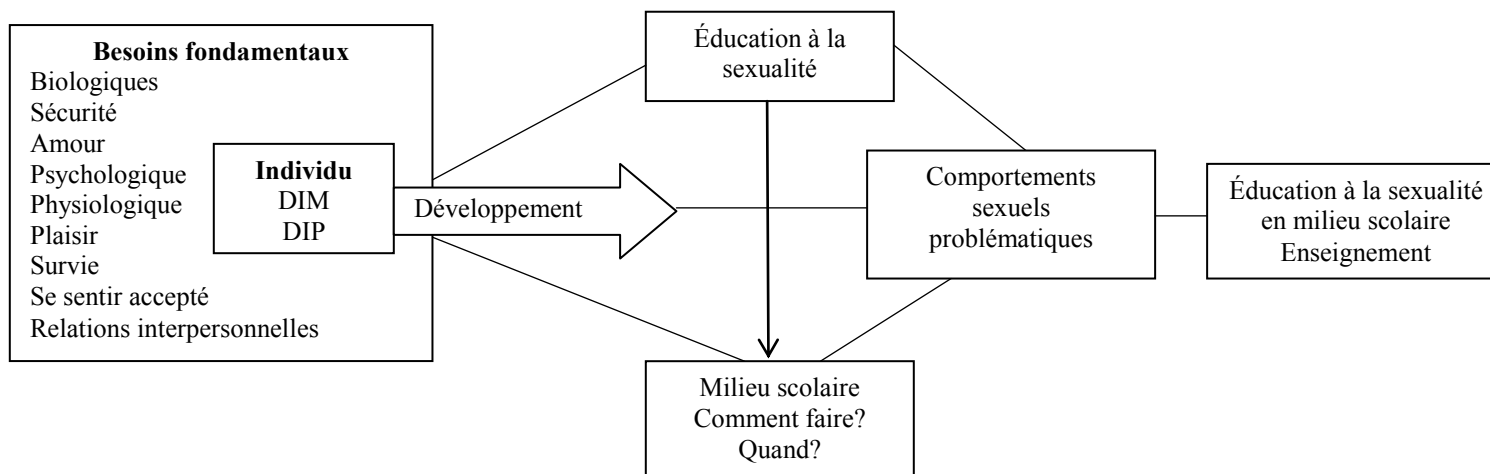 Besoins fondamentaux
Biologiques
Sécurité
Amour
Psychologique
Physiologique
Plaisir
Survie
Se sentir accepté
Relations interpersonnelles
Individu
DIM
DIP
Développement
Éducation à la
sexualité
Comportements
sexuels
problématiques
Éducation à la sexualité
en milieu scolaire
Enseignement
Milieu scolaire
Comment faire?
Quand?